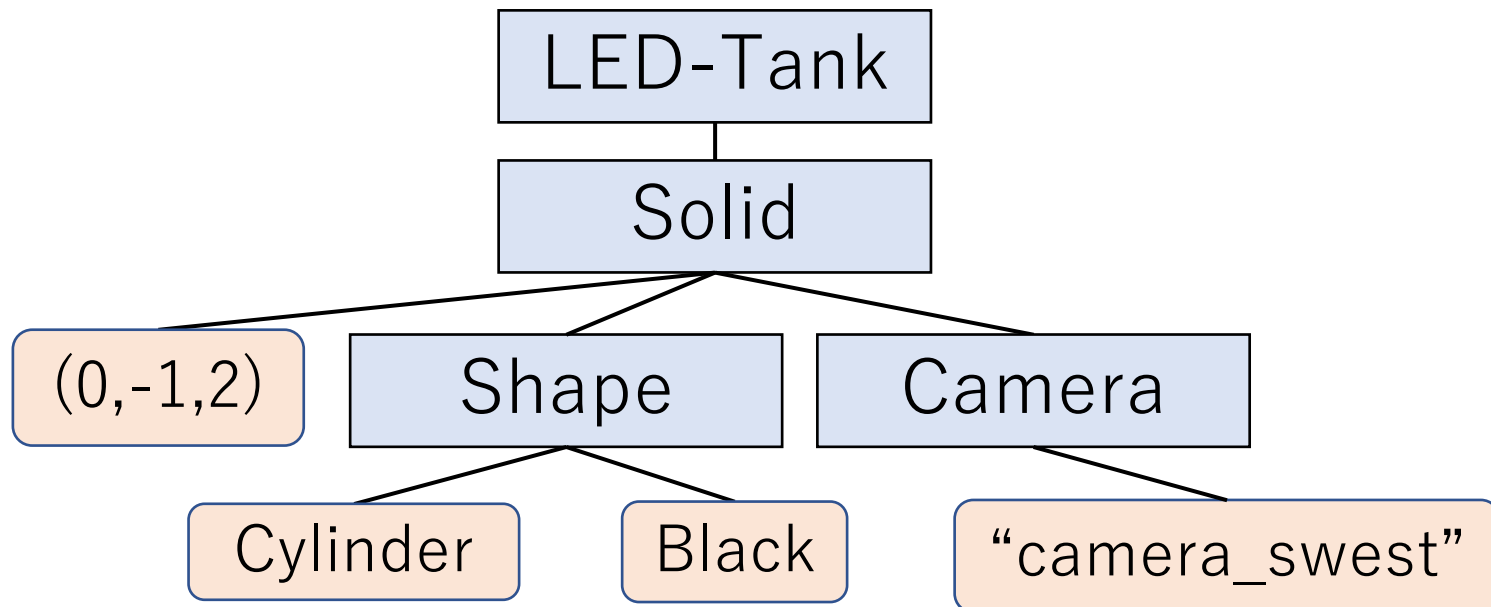 LED-Tank
Solid
(0,-1,2)
Shape
Camera
Cylinder
Black
“camera_swest”